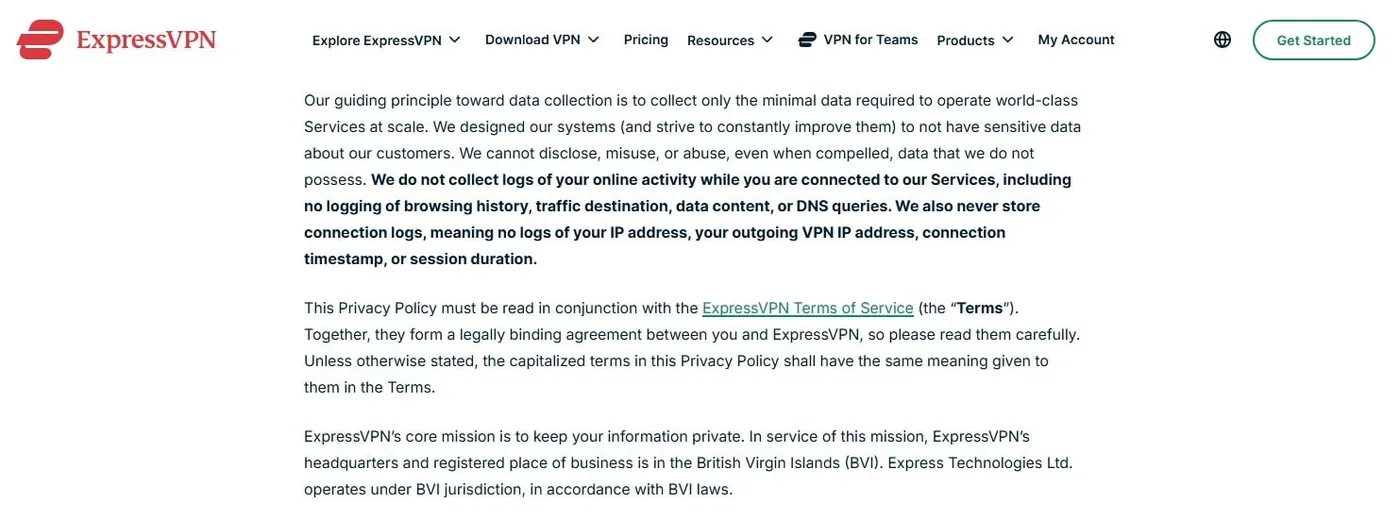 ExpressVPN
Explore ExpressVPN Download VPN Pricing Resources VPN for Teams Products My Account Get Started
Our guiding principle toward data collection is to collect only the minimal data required to operate world-class
Services at scale. We designed our systems (and strive to constantly improve them) to not have sensitive data
about our customers. We cannot disclose, misuse, or abuse, even when compelled, data that we do not
possess. We do not collect logs of your online activity while you are connected to our Services, including
no logging of browsing history, traffic destination, data content, or DNS queries. We also never store
connection logs, meaning no logs of your IP address, your outgoing VPN IP address, connection
timestamp, or session duration.
This Privacy Policy must be read in conjunction with the ExpressVPN Terms of Service (the “Terms”).
Together, they form a legally binding agreement between you and ExpressVPN, so please read them carefully.
Unless otherwise stated, the capitalized terms in this Privacy Policy shall have the same meaning given to
them in the Terms.
ExpressVPN’s core mission is to keep your information private. In service of this mission, ExpressVPN’s
headquarters and registered place of business is in the British Virgin Islands (BVI). Express Technologies Ltd.
operates under BVI jurisdiction, in accordance with BVI laws.